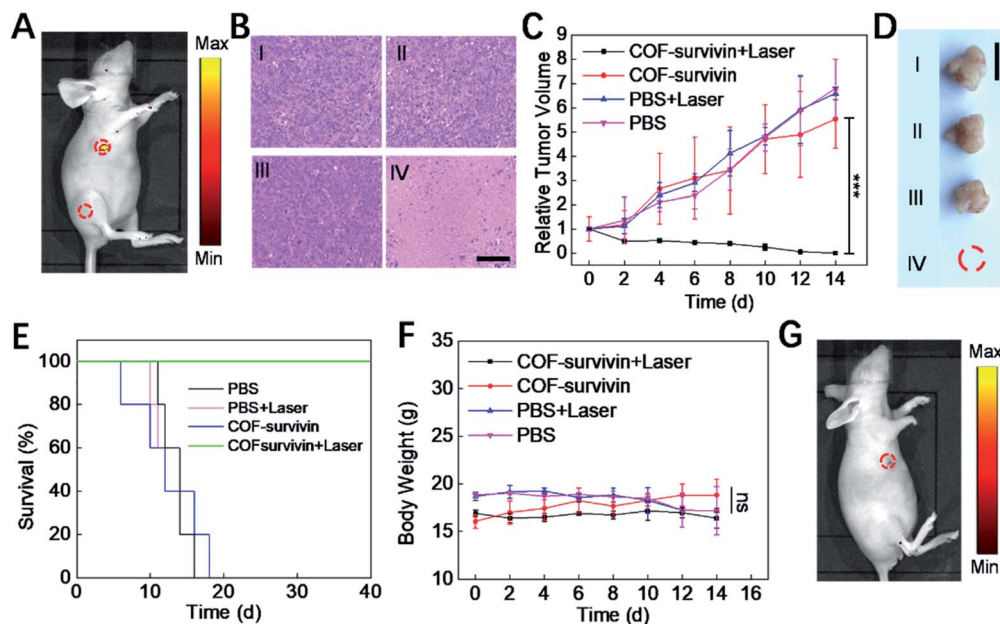 A
Max
Min
B
I
II
III
IV
C
Relative Tumor Volume
9
8
7
6
5
4
3
2
1
0
COF-survivin+Laser
COF-survivin
PBS+Laser
PBS
***
0 2 4 6 8 10 12 14
Time (d)
D
I
II
III
IV
E
Survival (%)
100
80
60
40
20
0
PBS
PBS+Laser
COF-survivin
COFsurvivin+Laser
0 10 20 30 40
Time (d)
F
Body Weight (g)
35
30
25
20
15
10
COF-survivin+Laser
COF-survivin
PBS+Laser
PBS
ns
0 2 4 6 8 10 12 14 16
Time (d)
G
Max
Min